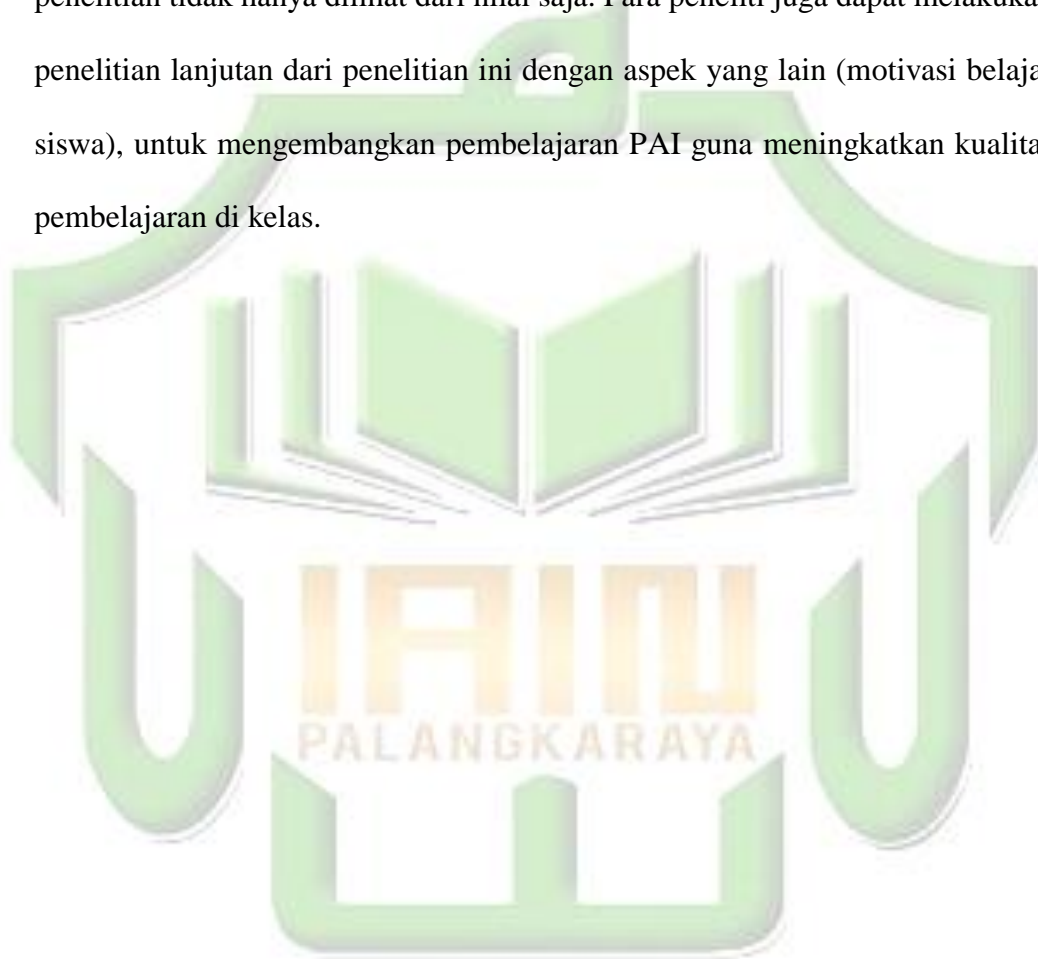 penelitian tidak hanya dilihat dari nilai saja. Para peneliti juga dapat melakuka
penelitian lanjutan dari penelitian ini dengan aspek yang lain (motivasi belaja
siswa), untuk mengembangkan pembelajaran PAI guna meningkatkan kualita
pembelajaran di kelas.
IAIN
PALANGKARAYA